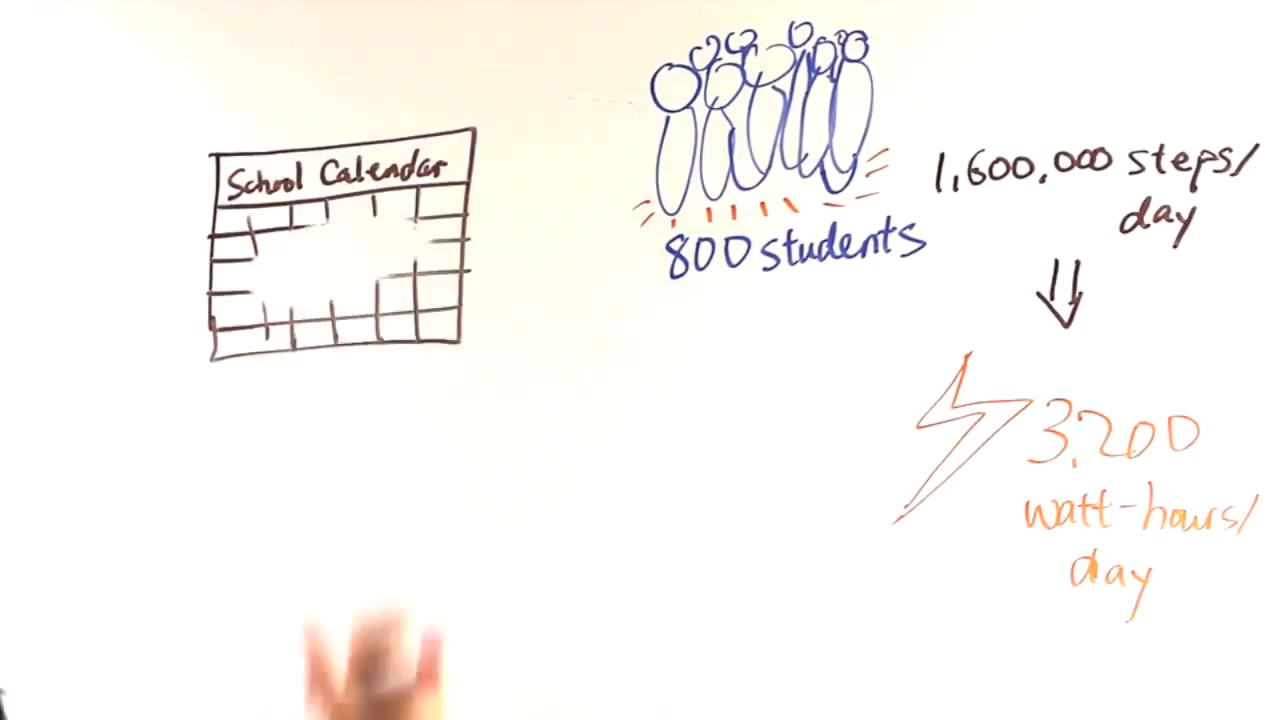 School Calendar
800 students
1,600,000 steps/
day
3,200
watt-hours/
day